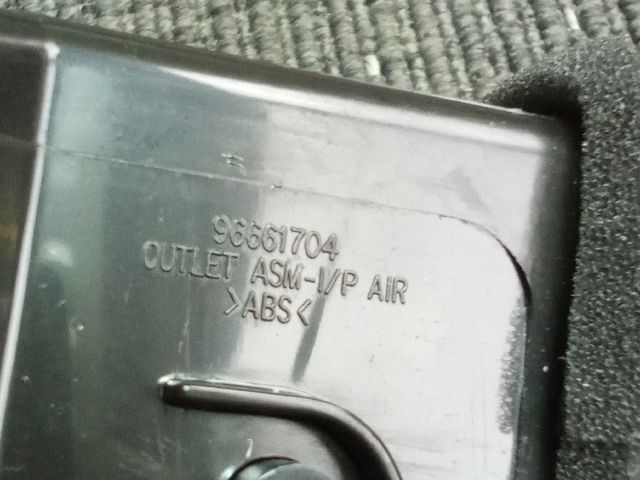 96661704
OUTLET ASM-I/P AIR
>ABS<